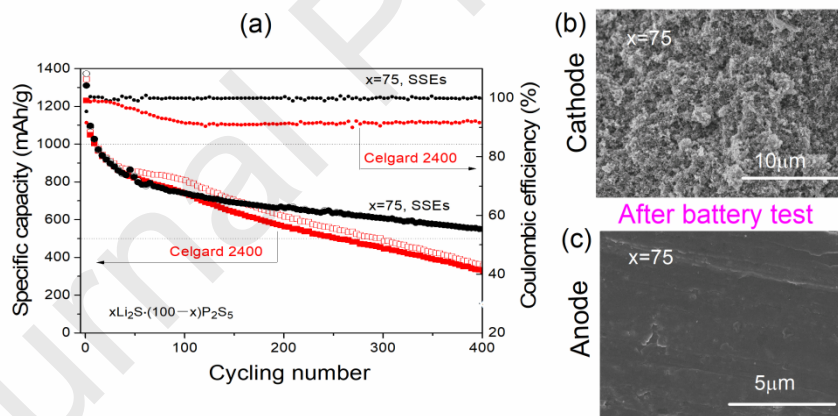 (a)
1400
1200
1000
800
600
400
200
0
Specific capacity (mAh/g)
x=75, SSEs
Celgard 2400
x=75, SSEs
Celgard 2400
xLi₂S·(100−x)P₂S₅
0
100
200
300
400
Cycling number
100
80
60
40
20
Coulombic efficiency (%)
(b)
x=75
Cathode
10μm
After battery test
(c)
x=75
Anode
5μm
urnal P